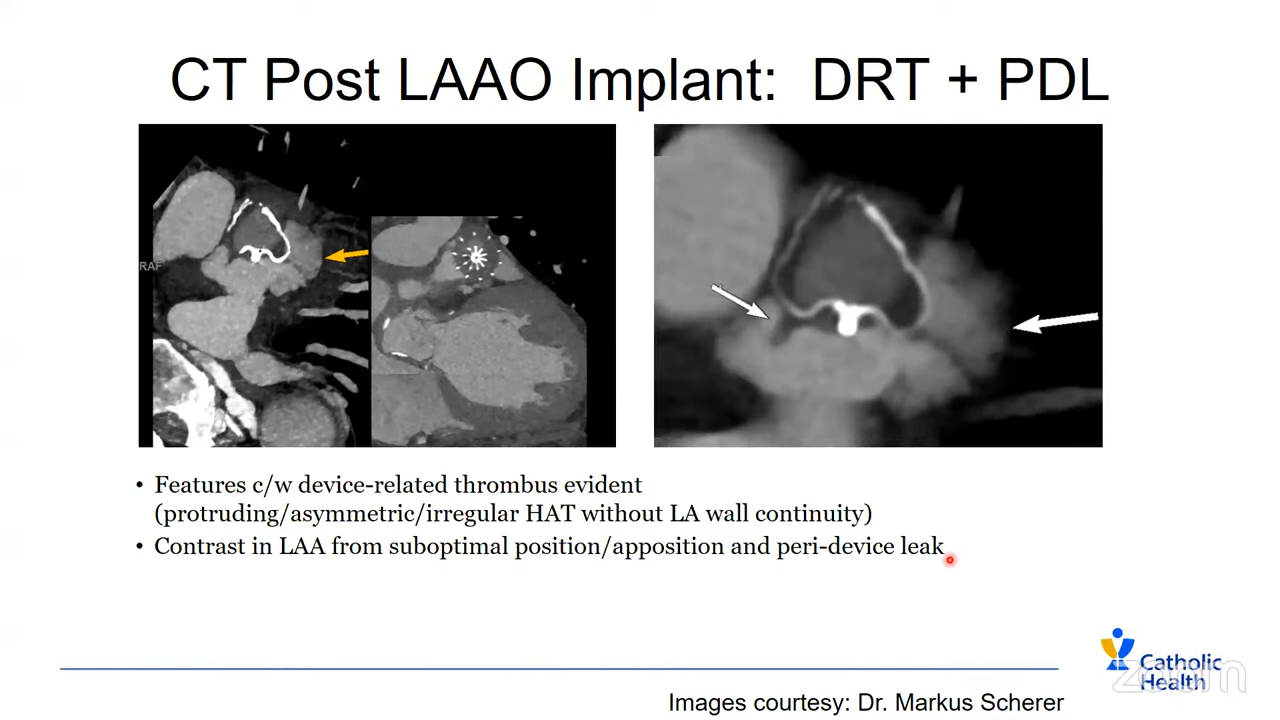 CT Post LAAO Implant: DRT + PDL
RAF
• Features c/w device-related thrombus evident
(protruding/asymmetric/irregular HAT without LA wall continuity)
• Contrast in LAA from suboptimal position/apposition and peri-device leak
Catholic
Health
zoom
Images courtesy: Dr. Markus Scherer